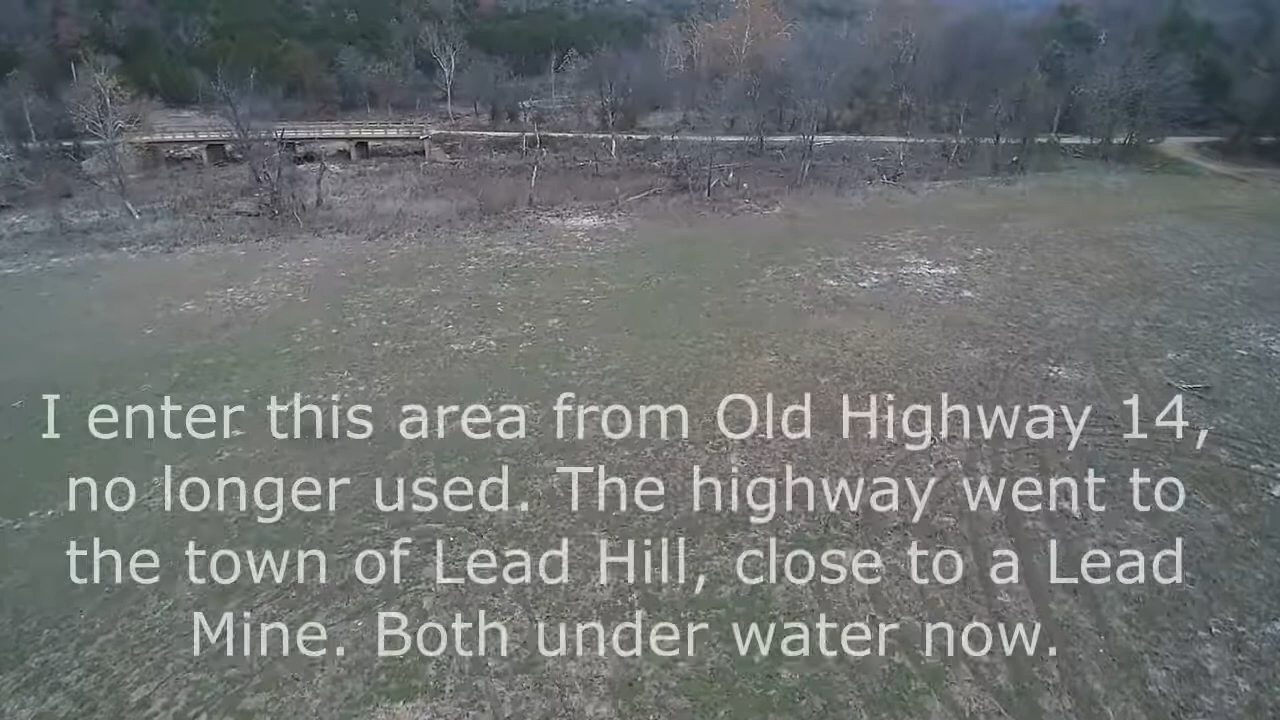 I enter this area from Old Highway 14,
no longer used. The highway went to
the town of Lead Hill, close to a Lead
Mine. Both under water now.